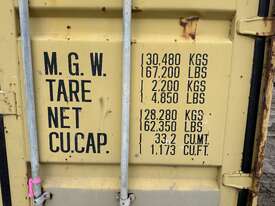 M. G. W. 30.480 KGS
67.200 LBS
TARE 2.200 KGS
4.850 LBS
NET 28.280 KGS
62.350 LBS
CU.CAP. 33.2 CU.MT.
1.173 CU.FT.